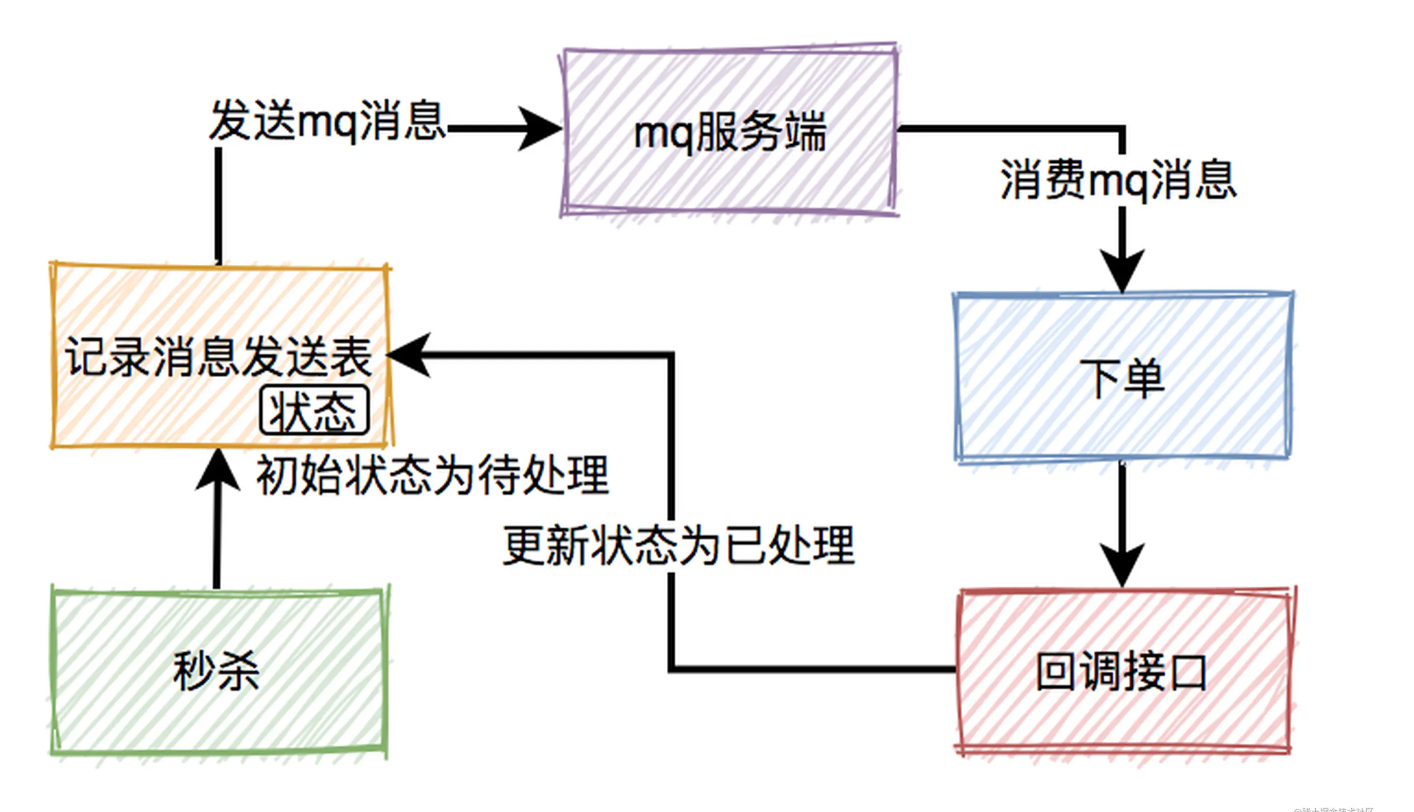 发送mq消息
mq服务端
消费mq消息
记录消息发送表
状态
下单
初始状态为待处理
更新状态为已处理
秒杀
回调接口